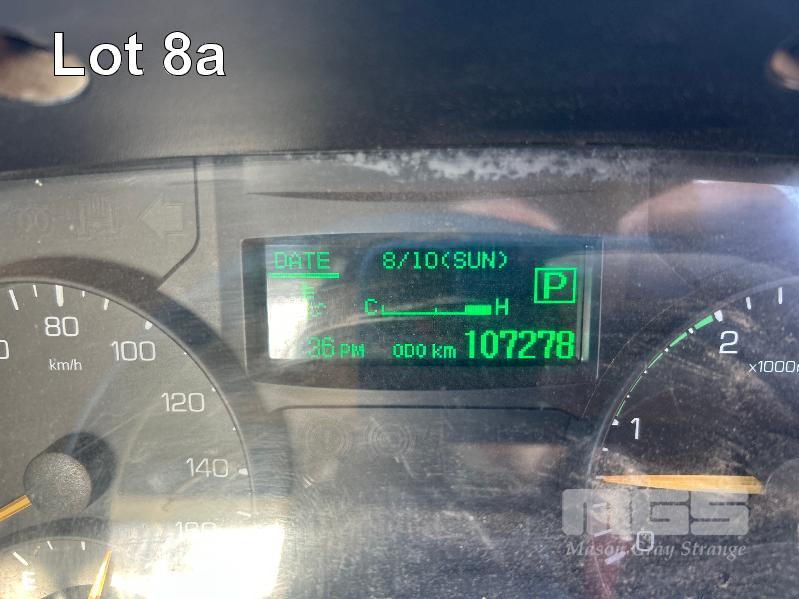 Lot 8a
DATE 8/10(SUN)
P
C H
36 PM ODO km 107278
80
100
km/h
120
140
2
x1000r
1
0
E
MGS
Mason Gray Strange